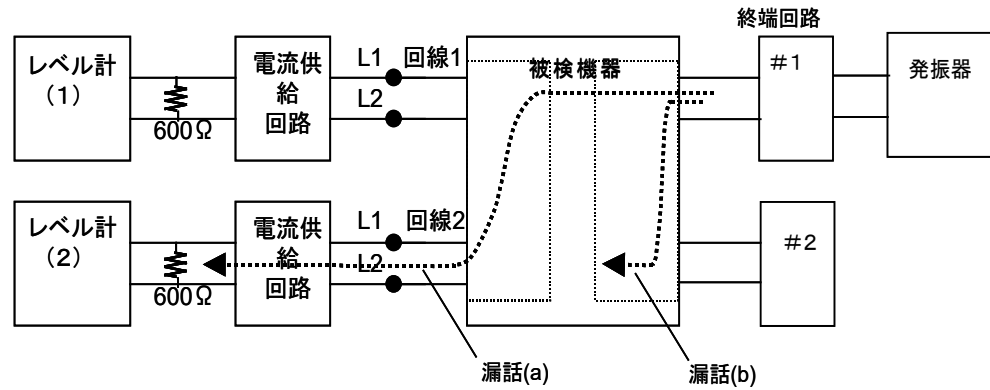 終端回路
レベル計
(1)
600Ω
電流供
給
回路
L1
回線1
L2
被検機器
#1
発振器
レベル計
(2)
600Ω
電流供
給
回路
L1
回線2
L2
#2
漏話(a)
漏話(b)